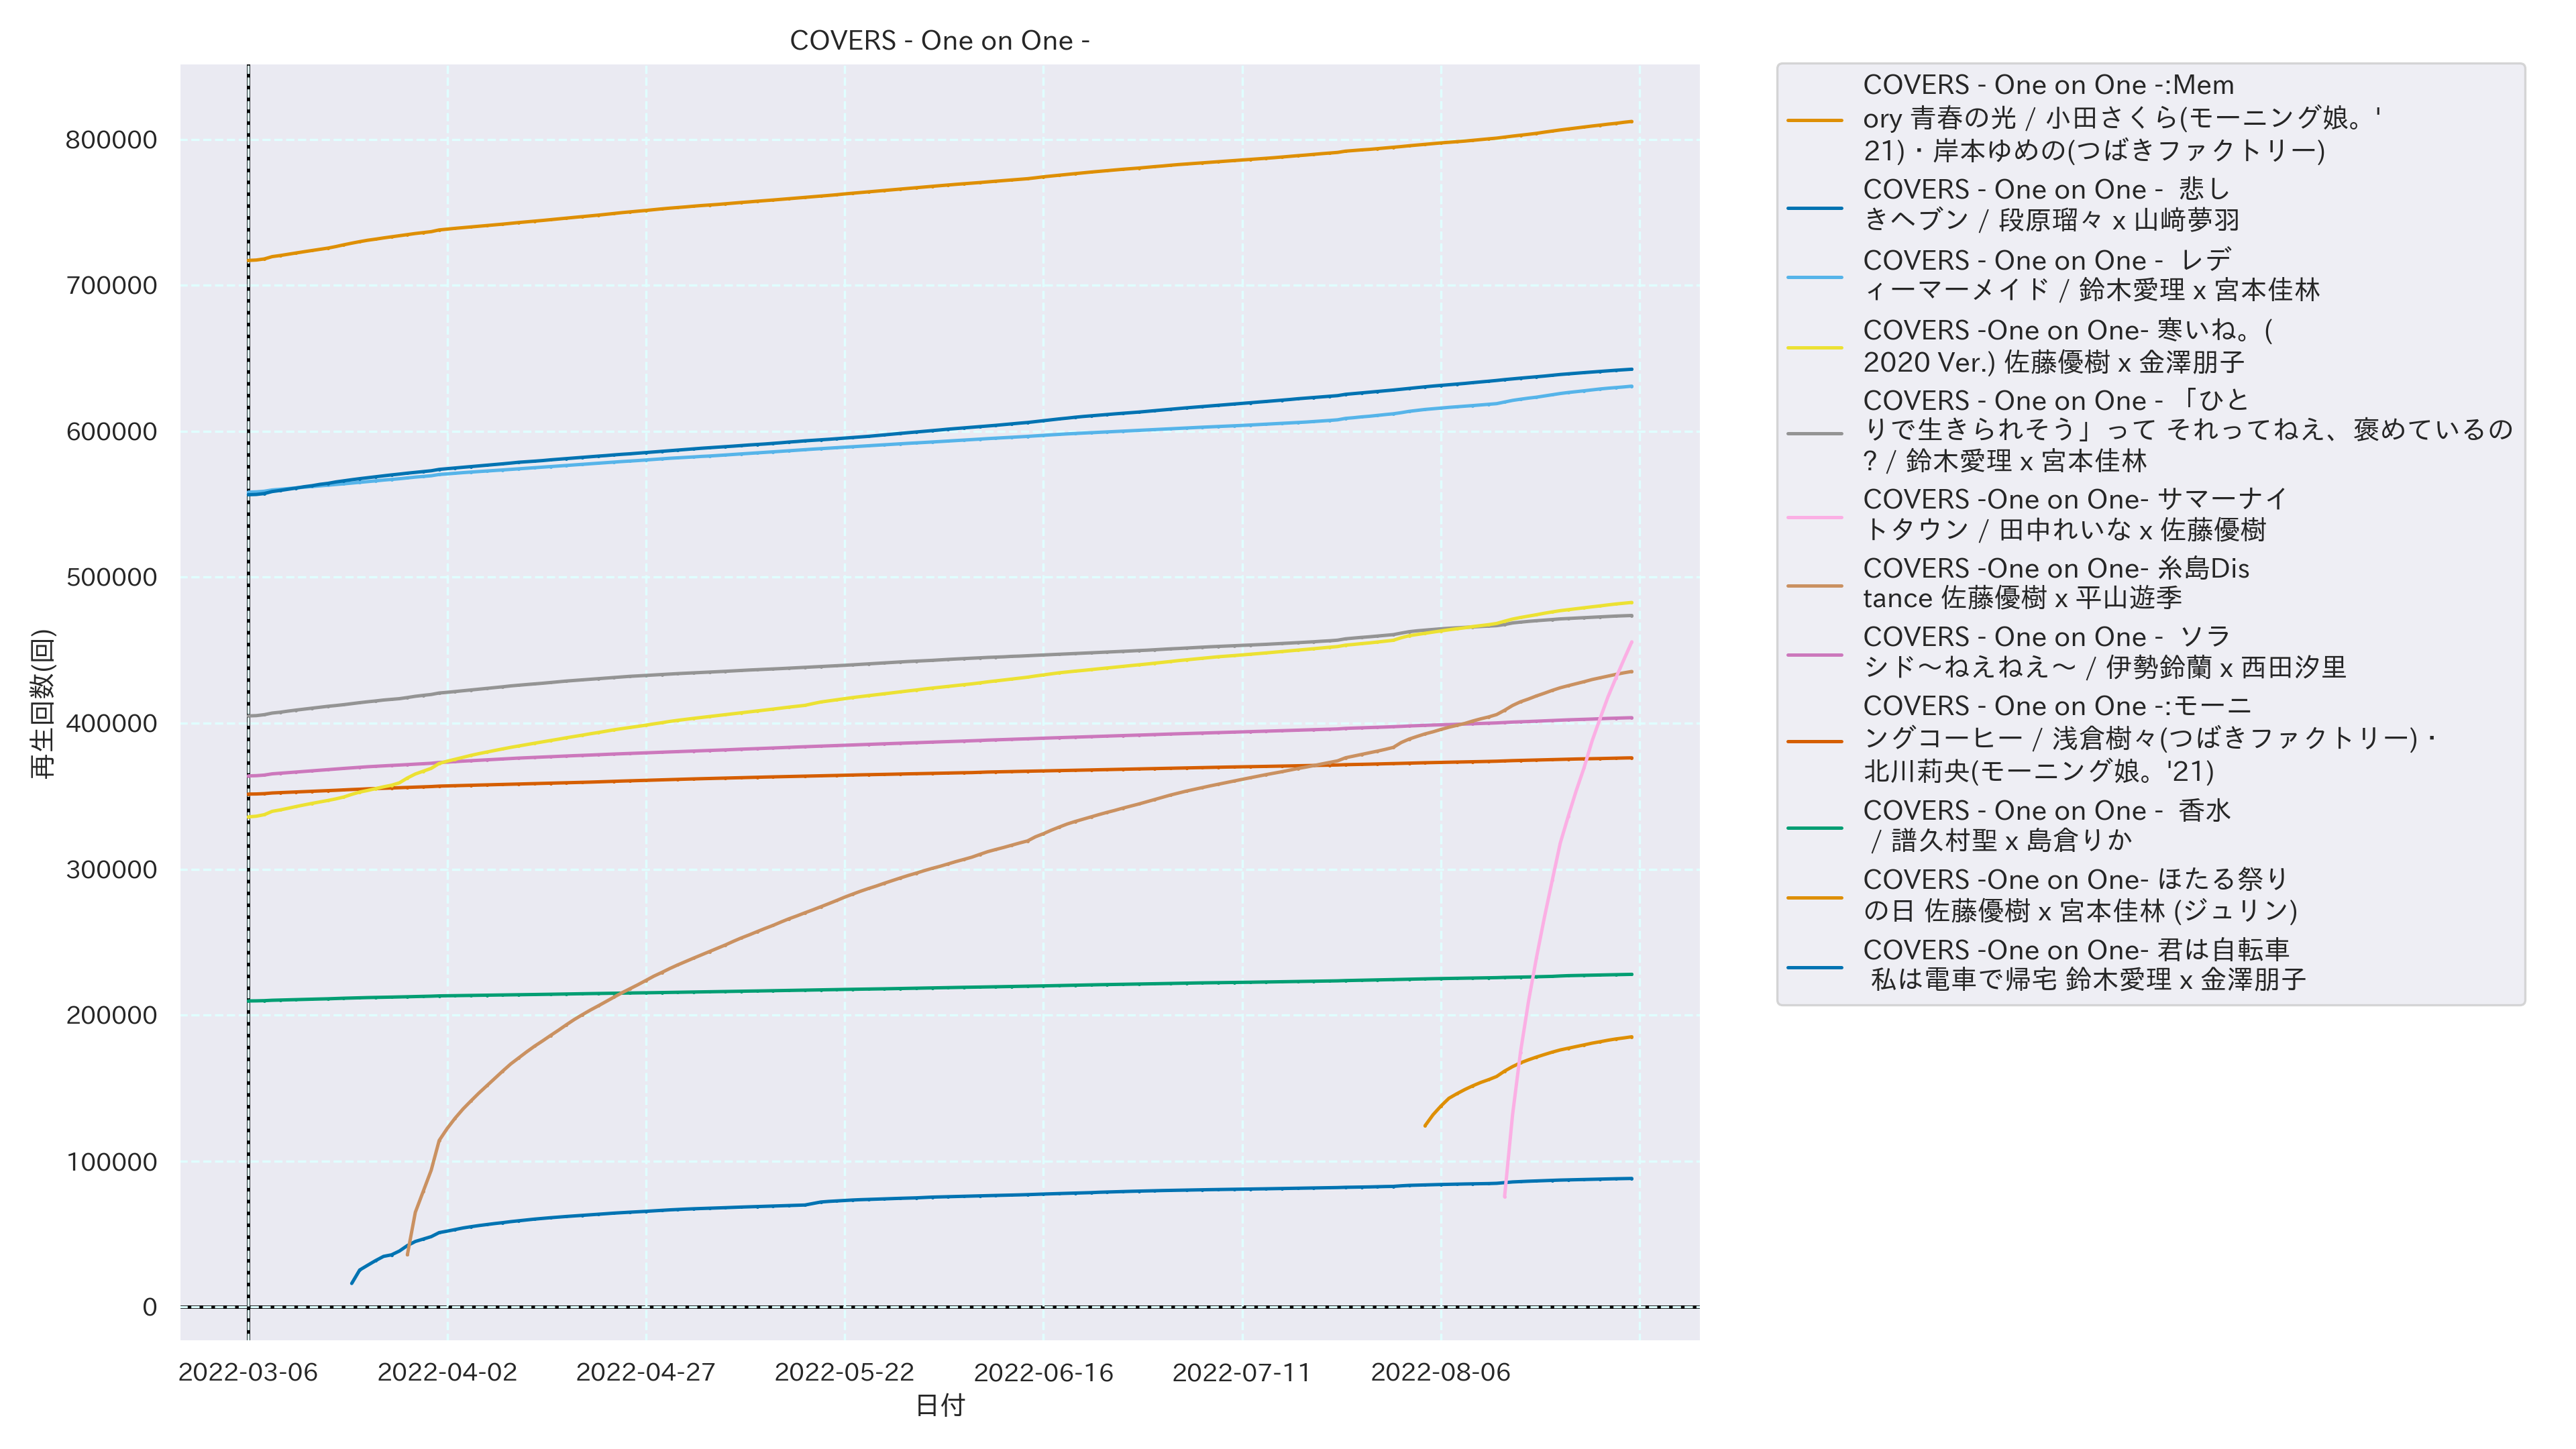 COVERS - One on One -
800000
700000
600000
500000
400000
300000
200000
100000
0
再生回数(回)
2022-03-06
2022-04-02
2022-04-27
2022-05-22
2022-06-16
2022-07-11
2022-08-06
日付
COVERS - One on One -:Mem
ory 青春の光 / 小田さくら(モーニング娘。'
21)・岸本ゆめの(つばきファクトリー)
COVERS - One on One -  悲し
きヘブン / 段原瑠々 x 山﨑夢羽
COVERS - One on One -  レデ
ィーマーメイド / 鈴木愛理 x 宮本佳林
COVERS -One on One- 寒いね。(
2020 Ver.) 佐藤優樹 x 金澤朋子
COVERS - One on One - 「ひと
りで生きられそう」って それってねえ、褒めているの
? / 鈴木愛理 x 宮本佳林
COVERS -One on One- サマーナイ
トタウン / 田中れいな x 佐藤優樹
COVERS -One on One- 糸島Dis
tance 佐藤優樹 x 平山遊季
COVERS - One on One -  ソラ
シド～ねえねえ～ / 伊勢鈴蘭 x 西田汐里
COVERS - One on One -:モーニ
ングコーヒー / 浅倉樹々(つばきファクトリー)・
北川莉央(モーニング娘。'21)
COVERS - One on One -  香水
/ 譜久村聖 x 島倉りか
COVERS -One on One- ほたる祭り
の日 佐藤優樹 x 宮本佳林 (ジュリン)
COVERS -One on One- 君は自転車
私は電車で帰宅 鈴木愛理 x 金澤朋子